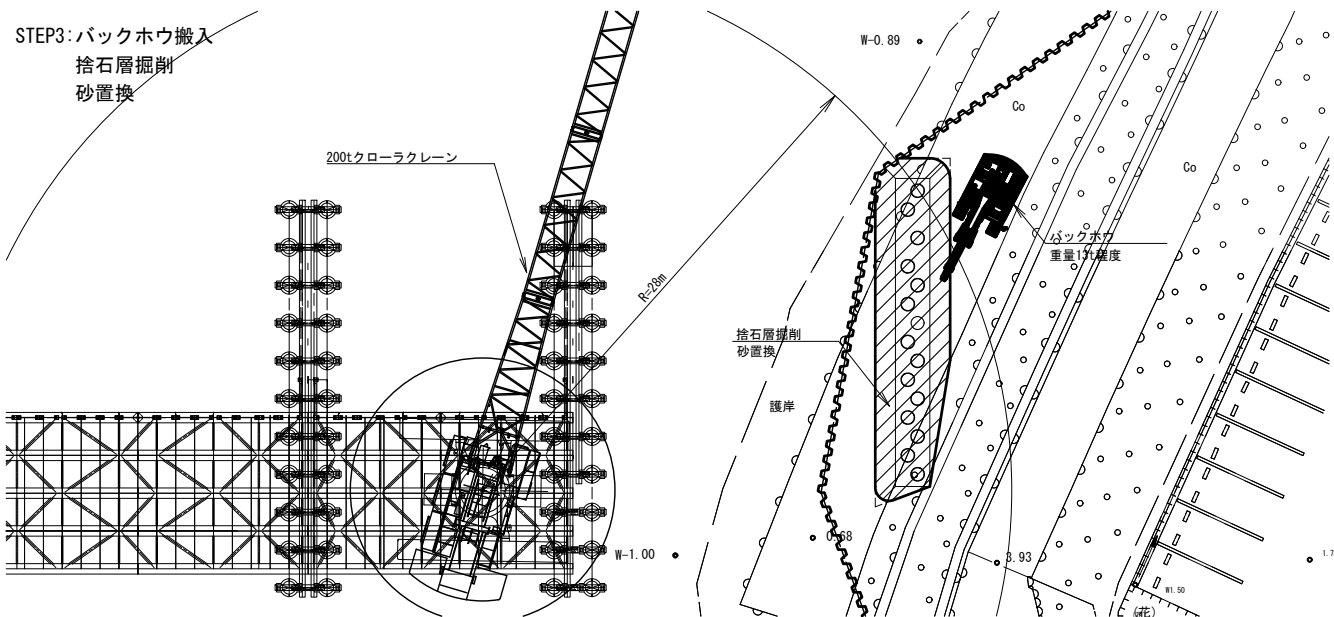 STEP3:バックホウ搬入
捨石層掘削
砂置換
200tクローラクレーン
R=28m
W-0.89
Co
Co
バックホウ
重量13t程度
捨石層掘削
砂置換
護岸
W-1.00
0.68
3.93
1.7
W1.50
(花)